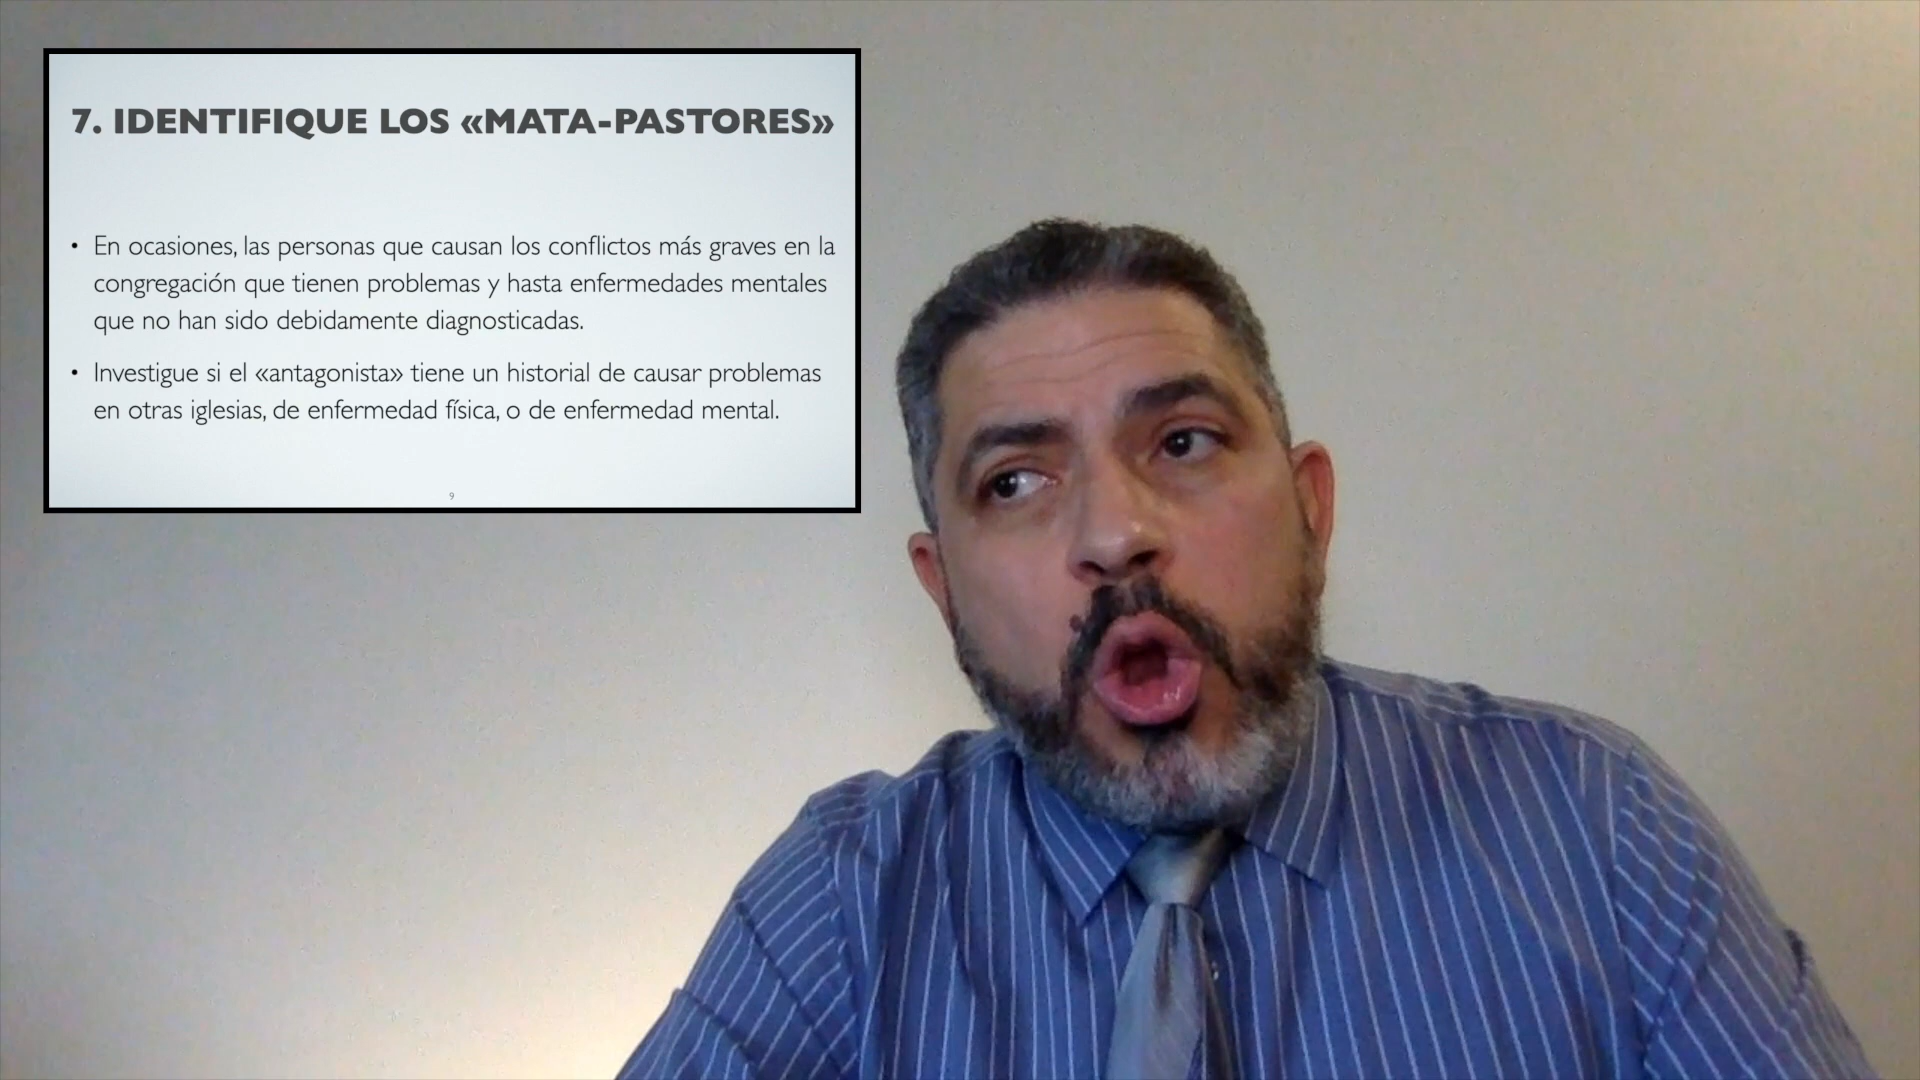 7. IDENTIFIQUE LOS «MATA-PASTORES»
• En ocasiones, las personas que causan los conflictos más graves en la
congregación que tienen problemas y hasta enfermedades mentales
que no han sido debidamente diagnosticadas.
• Investigue si el «antagonista» tiene un historial de causar problemas
en otras iglesias, de enfermedad física, o de enfermedad mental.
9